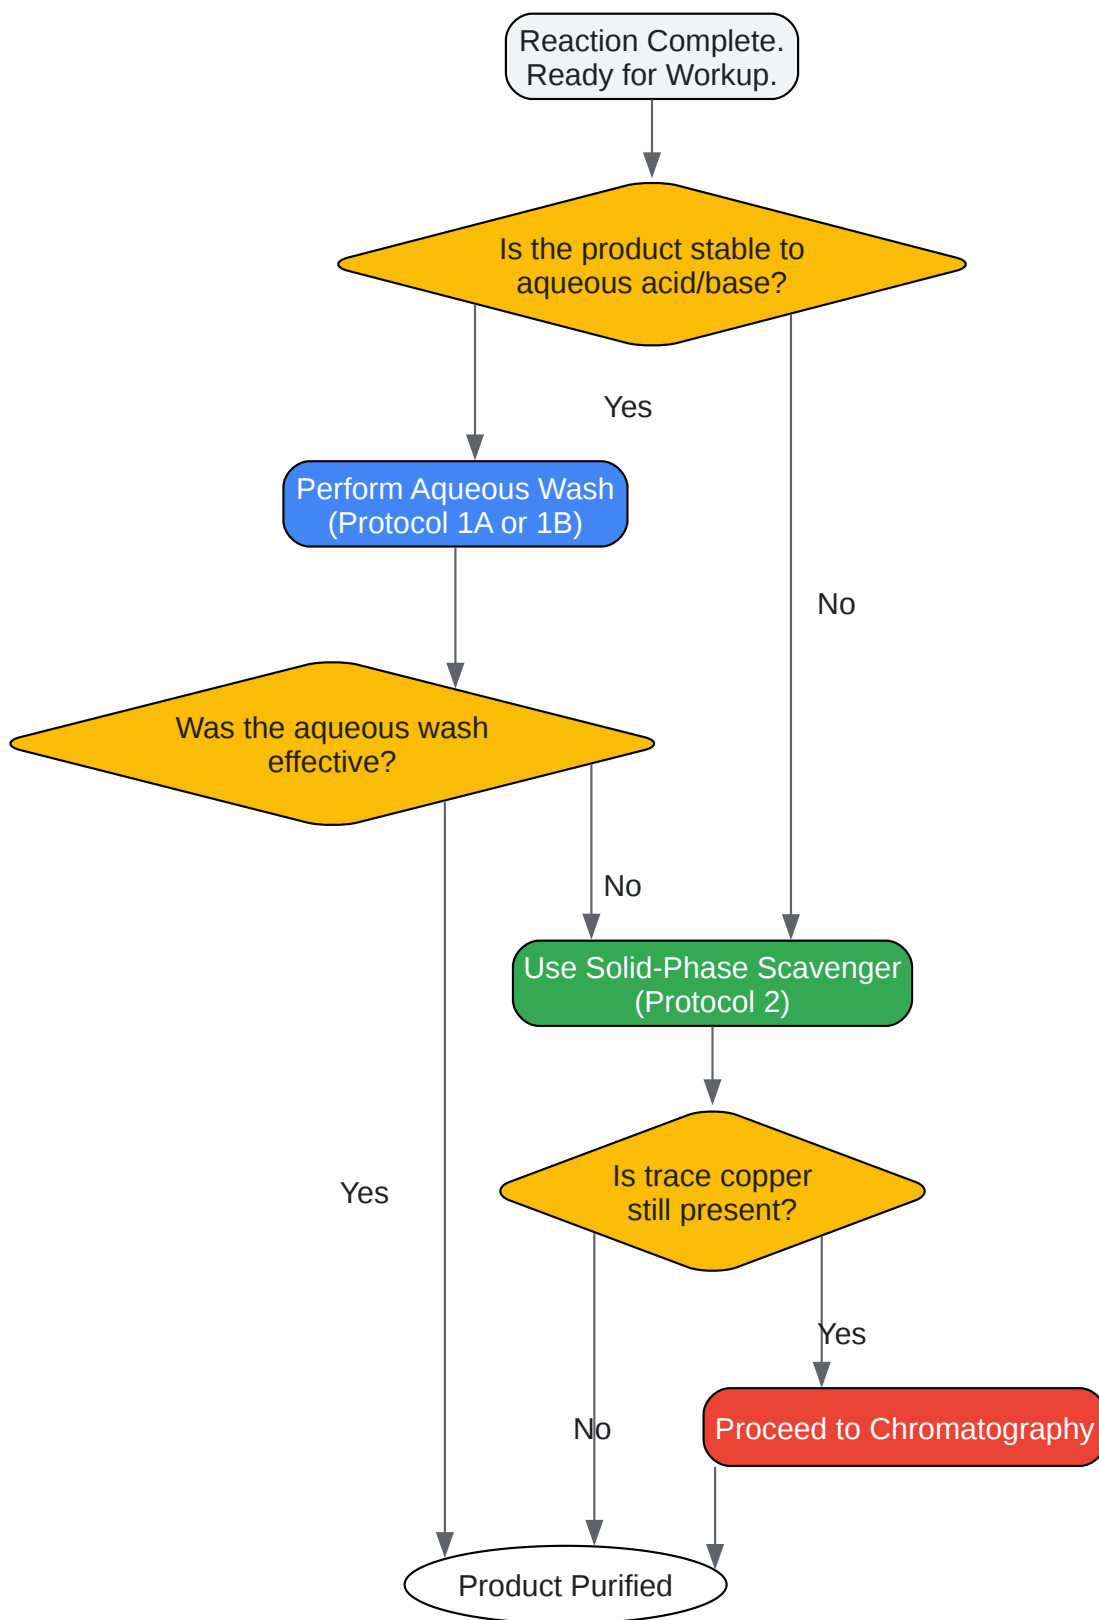 Reaction Complete.
Ready for Workup.
Is the product stable to
aqueous acid/base?
Yes
Perform Aqueous Wash
(Protocol 1A or 1B)
No
Was the aqueous wash
effective?
No
Use Solid-Phase Scavenger
(Protocol 2)
Yes
Is trace copper
still present?
Yes
No
Proceed to Chromatography
Product Purified